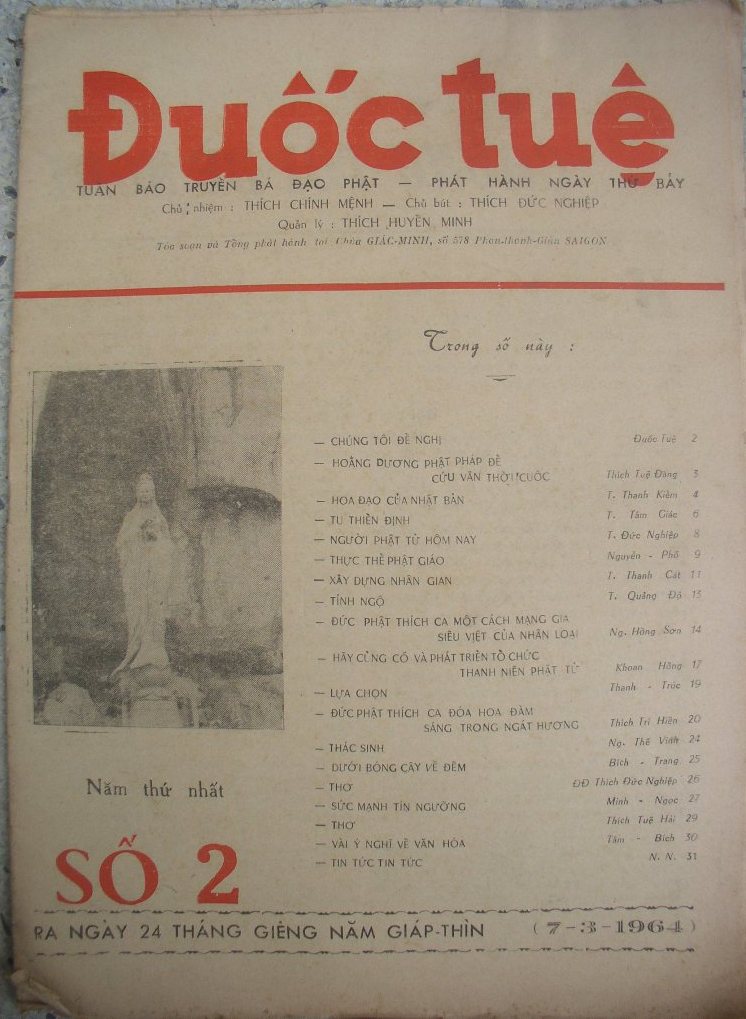 Đuốc tuệ
TUẦN BÁO TRUYỀN BÁ ĐẠO PHẬT — PHÁT HÀNH NGÀY THỨ BẢY
Chủ nhiệm : THÍCH CHÍNH MỆNH — Chủ bút : THÍCH ĐỨC NGHIỆP
Quản lý : THÍCH HUYỀN MINH
Tòa soạn và Tổng phát hành tại Chùa GIÁC-MINH, số 578 Phan-thanh-Giản SAIGON
Trong số này :
— CHÚNG TÔI ĐỀ NGHỊ Đuốc Tuệ 2
— HOẰNG DƯƠNG PHẬT PHÁP ĐỂ
CỨU VÃN THỜI CUỘC Thích Tuệ Đăng 3
— HOA ĐẠO CỦA NHẬT BẢN T. Thanh Kiểm 4
— TU THIỀN ĐỊNH T. Tâm Giác 6
— NGƯỜI PHẬT TỬ HÔM NAY T. Đức Nghiệp 8
— THỰC THỂ PHẬT GIÁO Nguyên - Phổ 9
— XÂY DỰNG NHÂN GIAN T. Thanh Cát 11
— TỈNH NGỘ T. Quảng Độ 13
— ĐỨC PHẬT THÍCH CA MỘT CÁCH MẠNG GIA
SIÊU VIỆT CỦA NHÂN LOẠI Ng. Hồng Sơn 14
— HÃY CỦNG CỐ VÀ PHÁT TRIỂN TỔ CHỨC
THANH NIÊN PHẬT TỬ Khoan Hồng 17
— LỰA CHỌN Thanh - Trúc 19
— ĐỨC PHẬT THÍCH CA ĐÓA HOA ĐÀM
SÁNG TRONG NGÁT HƯƠNG Thích Trí Hiền 20
— THÁC SINH Ng. Thế Vinh 24
— DƯỚI BÓNG CÂY VỀ ĐÊM Bích - Trang 25
— THƠ ĐĐ Thích Đức Nghiệp 26
— SỨC MẠNH TÍN NGƯỠNG Minh - Ngọc 27
— THƠ Thích Tuệ Hải 29
— VÀI Ý NGHĨ VỀ VĂN HÓA Tâm - Bích 30
— TIN TỨC TIN TỨC N. N. 31
Năm thứ nhất
SỐ 2
RA NGÀY 24 THÁNG GIÊNG NĂM GIÁP-THÌN (7-3-1964)